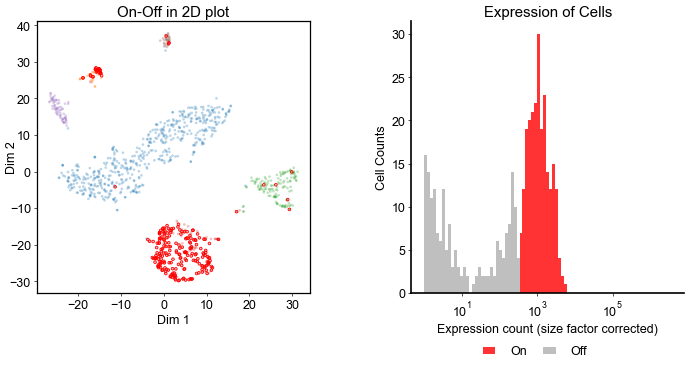 On-Off in 2D plot
40
30
20
10
0
−10
−20
−30
Dim 2
−20 −10 0 10 20 30
Dim 1
Expression of Cells
30
25
20
15
10
5
0
Cell Counts
10¹ 10³ 10⁵
Expression count (size factor corrected)
On Off